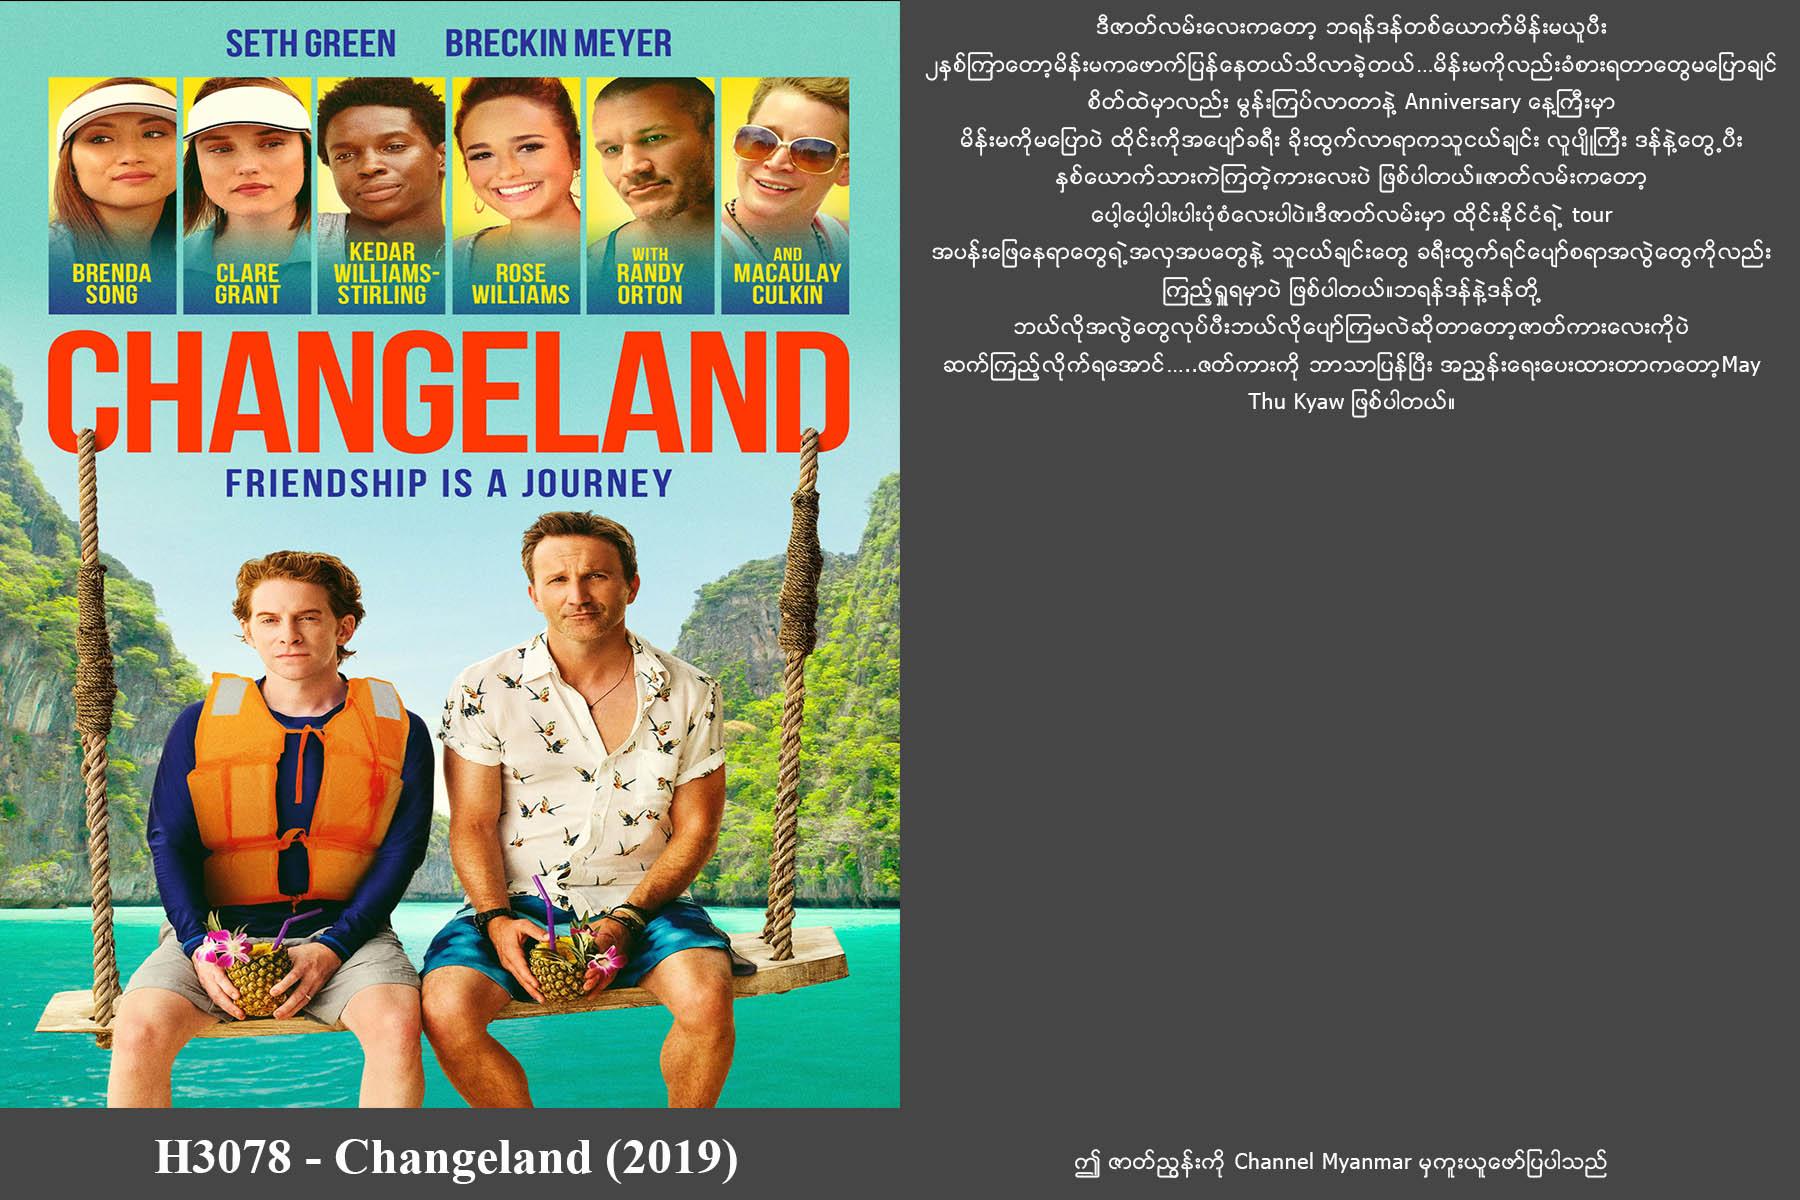 SETH GREEN BRECKIN MEYER
BRENDA SONG
CLARE GRANT
KEDAR WILLIAMS-STIRLING
ROSE WILLIAMS
WITH RANDY ORTON
AND MACAULAY CULKIN
CHANGELAND
FRIENDSHIP IS A JOURNEY
H3078 - Changeland (2019)
ဒီဇာတ်လမ်းလေးကတော့ ဘရန်ဒန်တစ်ယောက်မိန်းမယူပီး
၂နှစ်ကြာတော့မိန်းမကဖောက်ပြန်နေတယ်သိလာခဲ့တယ်...မိန်းမကိုလည်းခံစားရတာတွေမပြောချင်
စိတ်ထဲမှာလည်း မွန်းကြပ်လာတာနဲ့ Anniversary နေ့ကြီးမှာ
မိန်းမကိုမပြောပဲ ထိုင်းကိုအပျော်ခရီး ခိုးထွက်လာရာကသူငယ်ချင်း လူပျိုကြီး ဒန်နဲ့တွေ့ပီး
နှစ်ယောက်သားကဲကြတဲ့ကားလေးပဲ ဖြစ်ပါတယ်။ဇာတ်လမ်းကတော့
ပေါ့ပေါ့ပါးပါးပုံစံလေးပါပဲ။ဒီဇာတ်လမ်းမှာ ထိုင်းနိုင်ငံရဲ့ tour
အပန်းဖြေနေရာတွေရဲ့အလှအပတွေနဲ့ သူငယ်ချင်းတွေ ခရီးထွက်ရင်ပျော်စရာအလွဲတွေကိုလည်း
ကြည့်ရှုရမှာပဲ ဖြစ်ပါတယ်။ဘရန်ဒန်နဲ့ဒန်တို့
ဘယ်လိုအလွဲတွေလုပ်ပီးဘယ်လိုပျော်ကြမလဲဆိုတာတော့ဇာတ်ကားလေးကိုပဲ
ဆက်ကြည့်လိုက်ရအောင်.....ဇတ်ကားကို ဘာသာပြန်ပြီး အညွှန်းရေးပေးထားတာကတော့May
Thu Kyaw ဖြစ်ပါတယ်။
ဤ ဇာတ်ညွန်းကို Channel Myanmar မှကူးယူဖော်ပြပါသည်